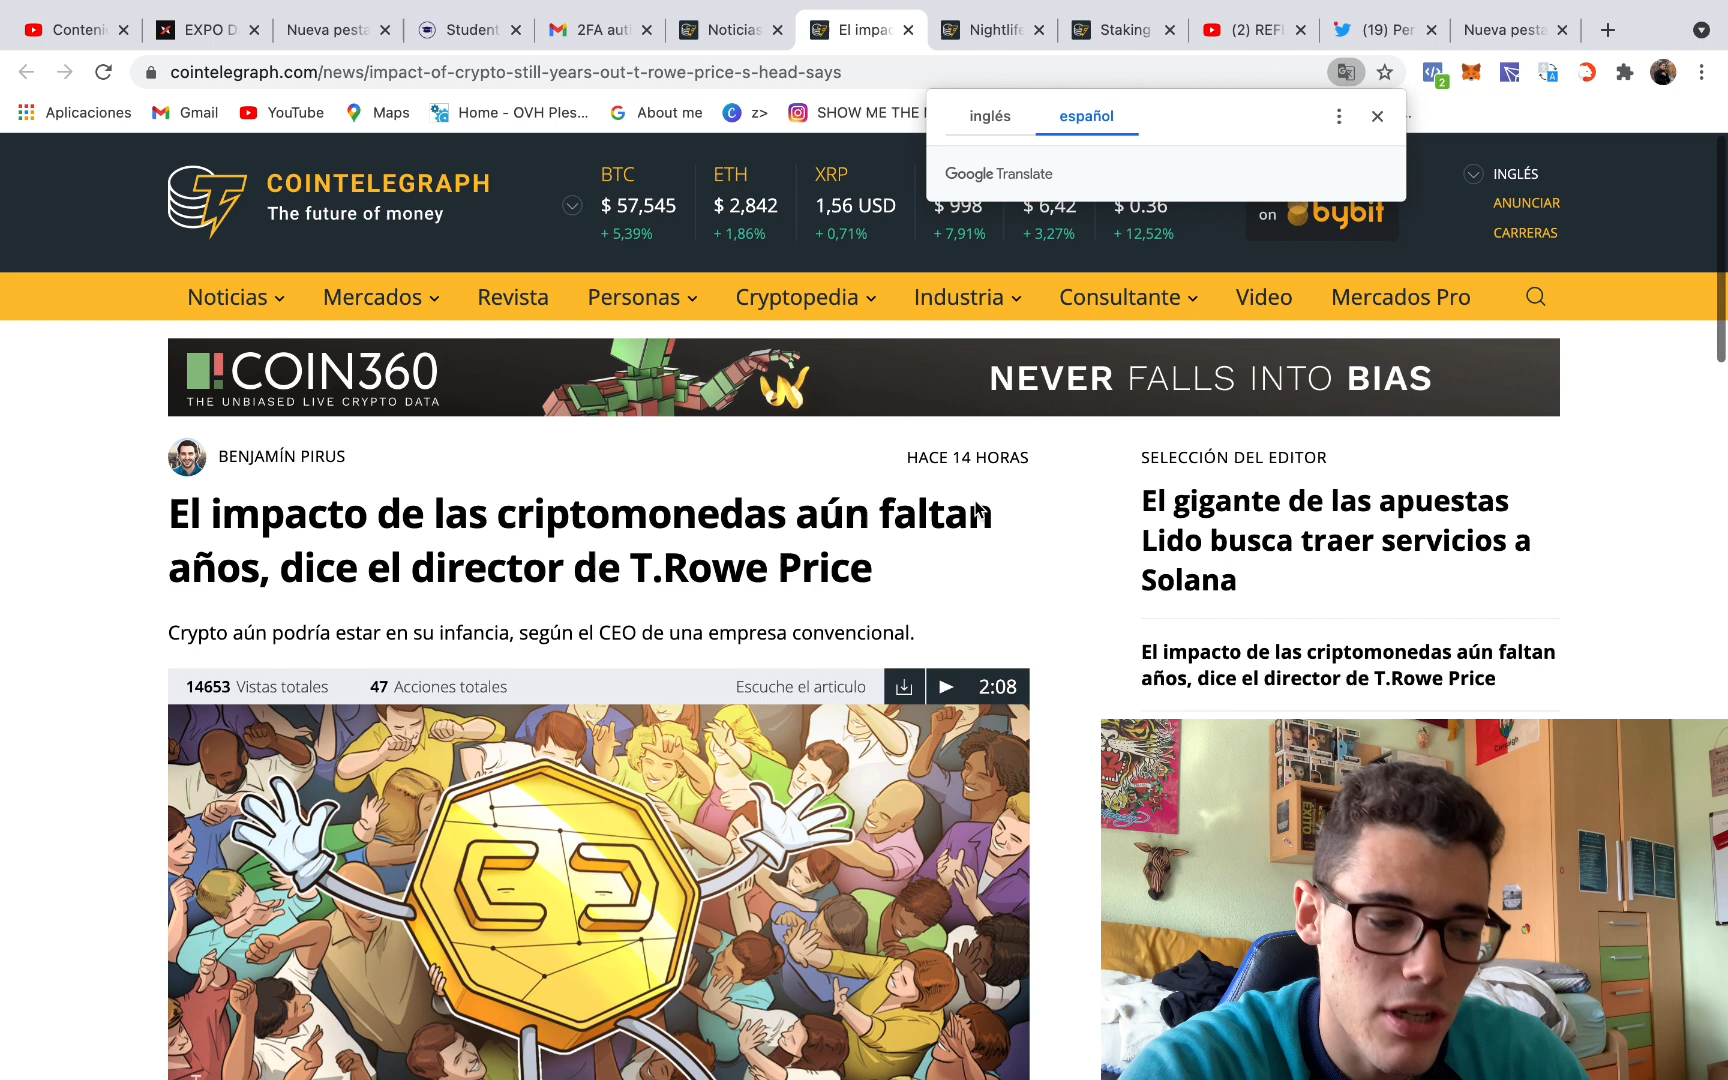 Conteni
EXPO D
Nueva pesta
Student
2FA aut
Noticias
El impac
Nightlife
Staking
(2) REFI
(19) Per
Nueva pesta
cointelegraph.com/news/impact-of-crypto-still-years-out-t-rowe-price-s-head-says
2
Aplicaciones
Gmail
YouTube
Maps
Home - OVH Ples...
About me
z>
SHOW ME THE
inglés
español
Google Translate
COINTELEGRAPH
The future of money
BTC
$ 57,545
+ 5,39%
ETH
$ 2,842
+ 1,86%
XRP
1,56 USD
+ 0,71%
$ 998
+ 7,91%
$ 6,42
+ 3,27%
$ 0.36
+ 12,52%
on bybit
INGLÉS
ANUNCIAR
CARRERAS
Noticias
Mercados
Revista
Personas
Cryptopedia
Industria
Consultante
Video
Mercados Pro
COIN360
THE UNBIASED LIVE CRYPTO DATA
NEVER FALLS INTO BIAS
BENJAMÍN PIRUS
HACE 14 HORAS
El impacto de las criptomonedas aún faltan
años, dice el director de T.Rowe Price
Crypto aún podría estar en su infancia, según el CEO de una empresa convencional.
14653 Vistas totales
47 Acciones totales
Escuche el articulo
2:08
SELECCIÓN DEL EDITOR
El gigante de las apuestas
Lido busca traer servicios a
Solana
El impacto de las criptomonedas aún faltan
años, dice el director de T.Rowe Price